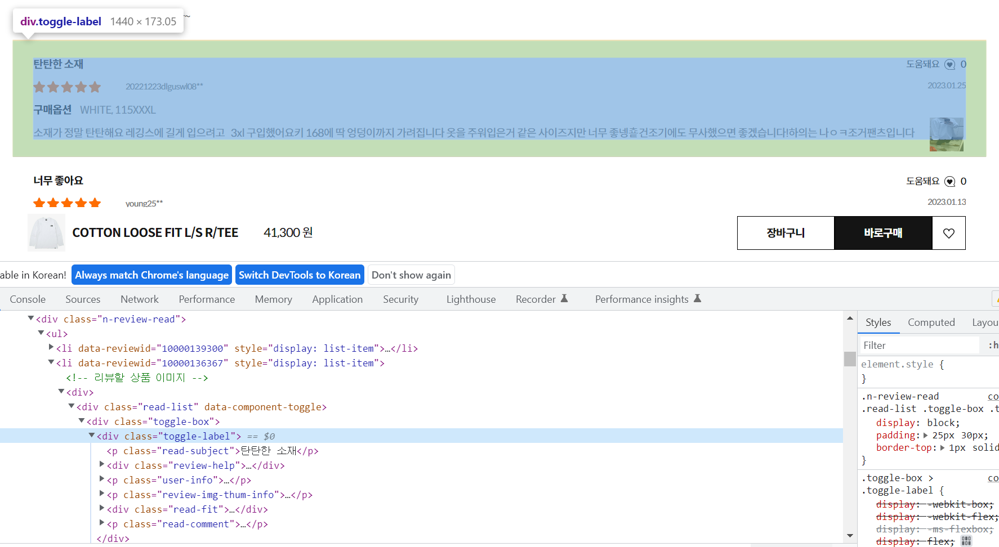 div.toggle-label 1440 × 173.05
탄탄한 소재 도움돼요 0
20221223dlguswl08** 2023.01.25
구매옵션 WHITE, 115XXXL
소재가 정말 탄탄해요 레깅스에 길게 입으려고 3xl 구입했어요키 168에 딱 엉덩이까지 가려집니다 옷을 주워입은거 같은 사이즈지만 너무 좋넹횬건조기에도 무사했으면 좋겠습니다!하의는 나ㅇㅋ조거팬츠입니다
너무 좋아요 도움돼요 0
young25** 2023.01.13
COTTON LOOSE FIT L/S R/TEE 41,300 원 장바구니 바로구매
able in Korean! Always match Chrome's language Switch DevTools to Korean Don't show again
Console Sources Network Performance Memory Application Security Lighthouse Recorder Performance insights
<div class="n-review-read"> Styles Computed Layou
<ul>
<li data-reviewid="10000139300" style="display: list-item">…</li> Filter :h
<li data-reviewid="10000136367" style="display: list-item"> element.style {
<!-- 리뷰할 상품 이미지 --> }
<div> .n-review-read co
<div class="read-list" data-component-toggle> .read-list .toggle-box .t
<div class="toggle-box"> display: block;
<div class="toggle-label"> == $0 padding: 25px 30px;
<p class="read-subject">탄탄한 소재</p> border-top: 1px solid
<div class="review-help">…</div> }
<p class="user-info">…</p> .toggle-box > co
<p class="review-img-thum-info">…</p> .toggle-label {
<div class="read-fit">…</div> display: -webkit-box;
<p class="read-comment">…</p> display: -webkit-flex;
</div> display: -ms-flexbox;
display: flex;